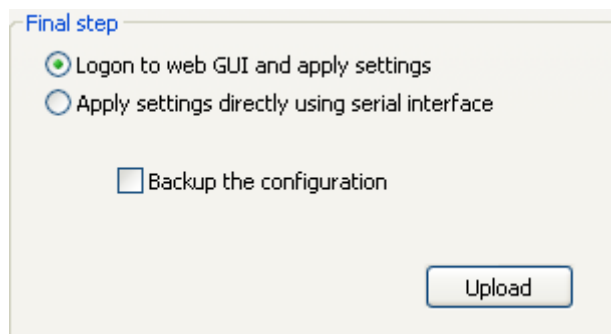 Final step
Logon to web GUI and apply settings
Apply settings directly using serial interface
Backup the configuration
Upload